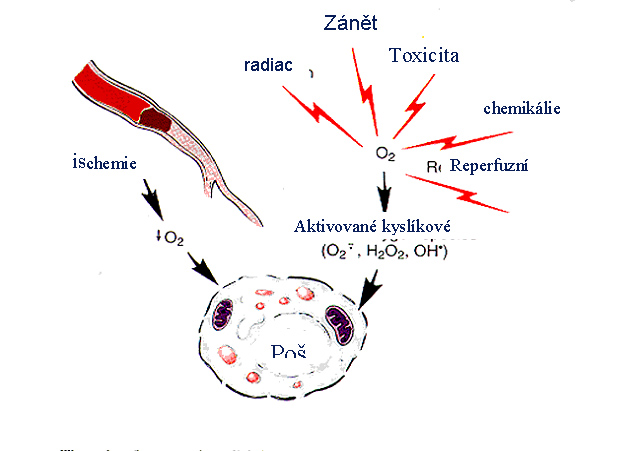 Zánět
Toxicita
radiac
chemikálie
O₂
Reperfuzní
ischemie
Aktivované kyslíkové
(O₂⁻, H₂O₂, OH•)
↓O₂
Poš